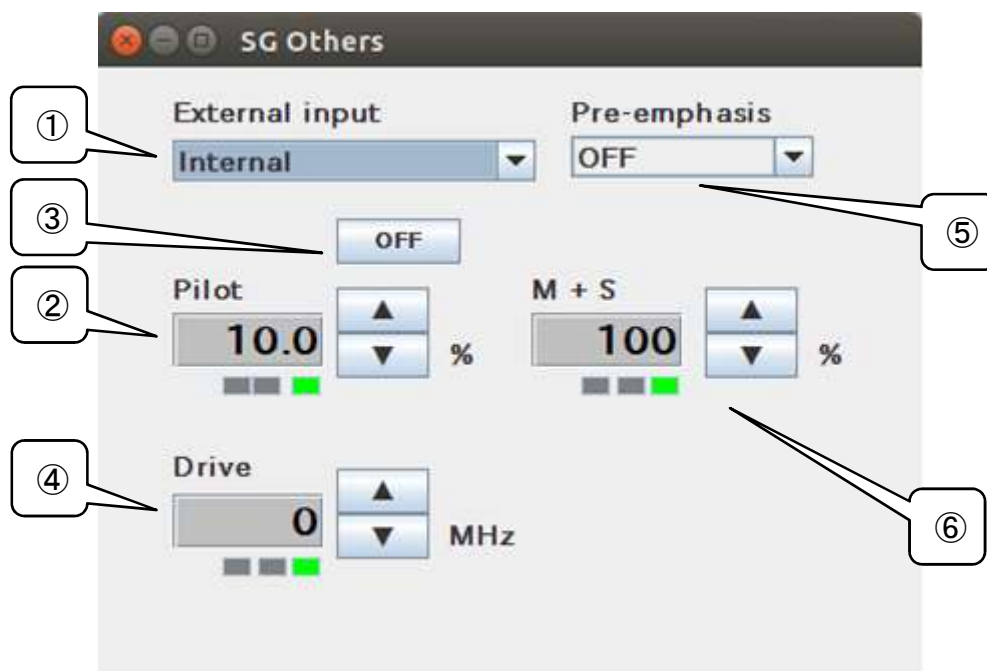 SG Others
External input
Pre-emphasis
①
Internal
OFF
③
OFF
⑤
②
Pilot
M + S
10.0
%
100
%
④
Drive
0
MHz
⑥